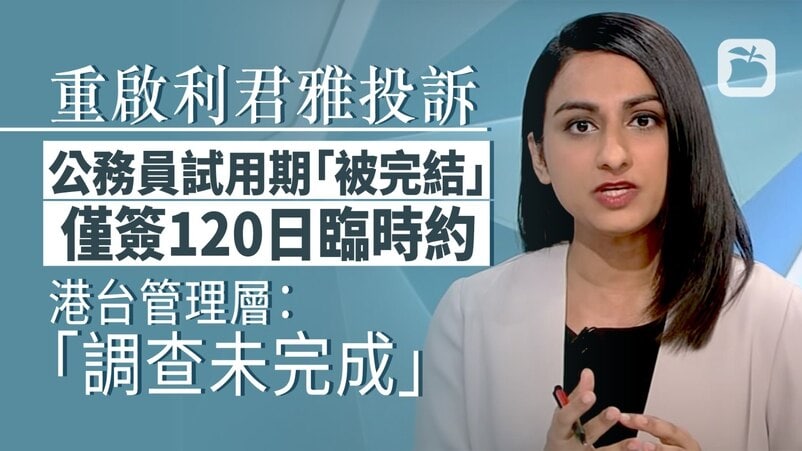 重啟利君雅投訴
公務員試用期「被完結」
僅簽120日臨時約
港台管理層：
「調查未完成」